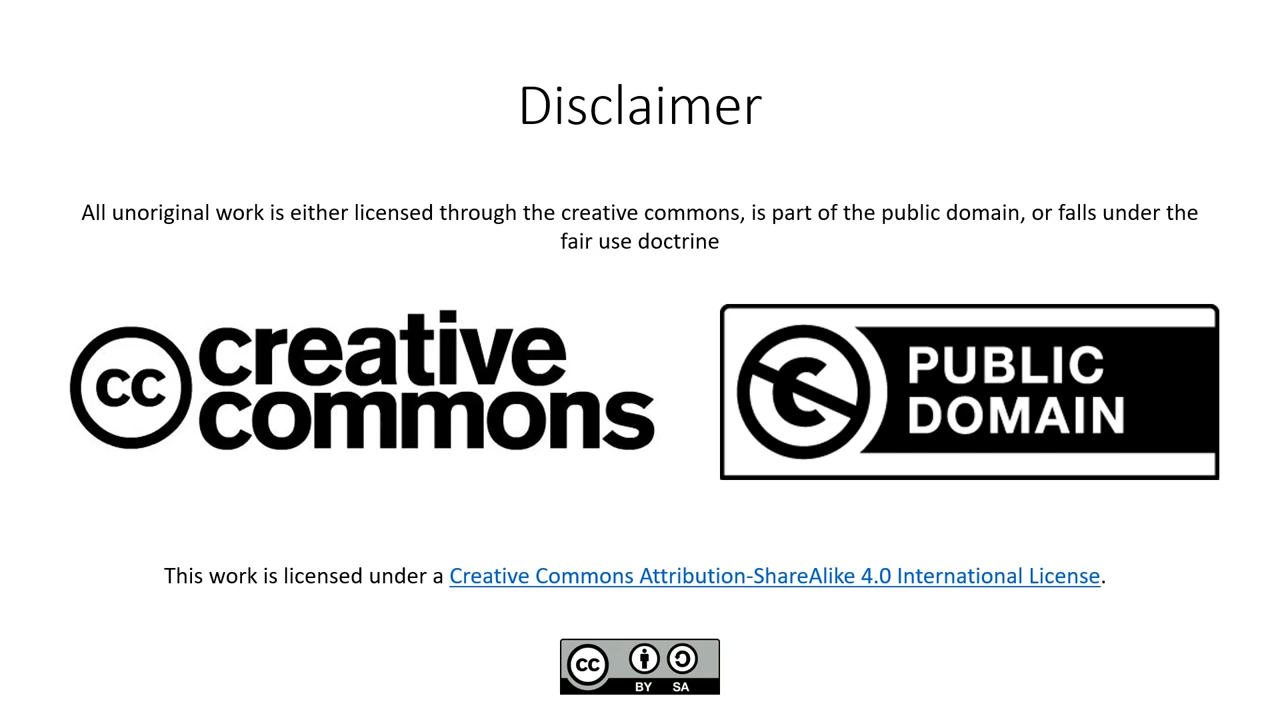 Disclaimer
All unoriginal work is either licensed through the creative commons, is part of the public domain, or falls under the
fair use doctrine
cc creative
commons
PUBLIC
DOMAIN
This work is licensed under a Creative Commons Attribution-ShareAlike 4.0 International License.
cc
BY SA